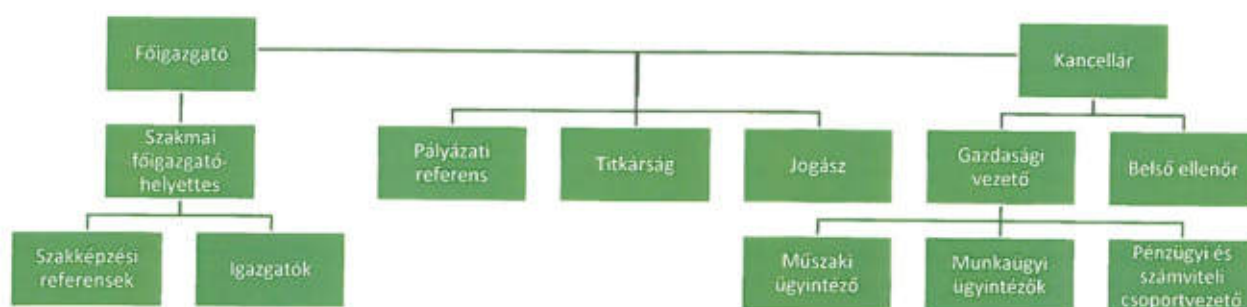 Főigazgató
Kancellár
Szakmai
főigazgató-
helyettes
Pályázati
referens
Titkárság
Jogász
Gazdasági
vezető
Belső ellenőr
Szakképzési
referensek
Igazgatók
Műszaki
ügyintéző
Munkaügyi
ügyintézők
Pénzügyi és
számviteli
csoportvezető